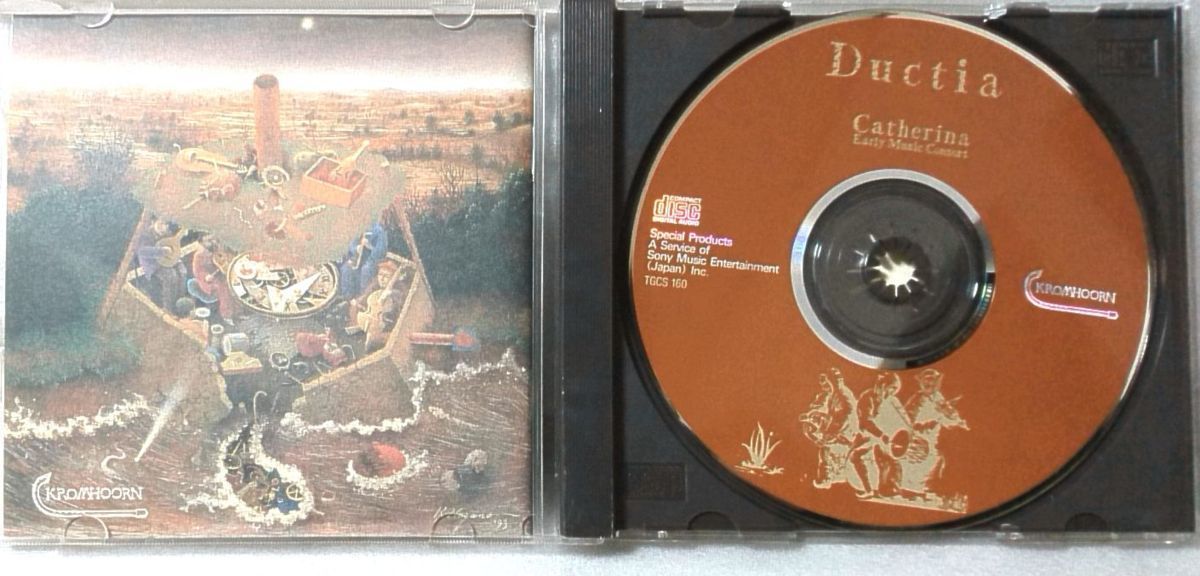 KROMHOORN
'93
Ductia
Catherina
Early Music Consort
COMPACT
disc
DIGITAL AUDIO
Special Products
A Service of
Sony Music Entertainment
(Japan) Inc.
TGCS 160
KROMHOORN